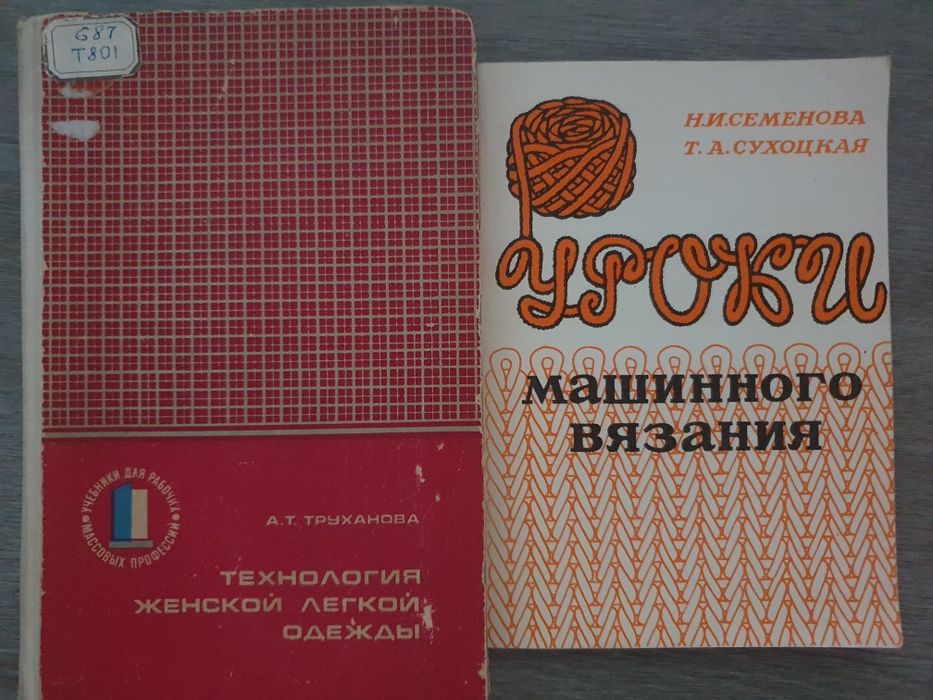 687
Т801
УЧЕБНИКИ ДЛЯ РАБОЧИХ
МАССОВЫХ ПРОФЕССИЙ
А.Т. ТРУХАНОВА
ТЕХНОЛОГИЯ
ЖЕНСКОЙ ЛЕГКОЙ
ОДЕЖДЫ
Н.И.СЕМЕНОВА
Т.А.СУХОЦКАЯ
УРОКИ
машинного
вязания